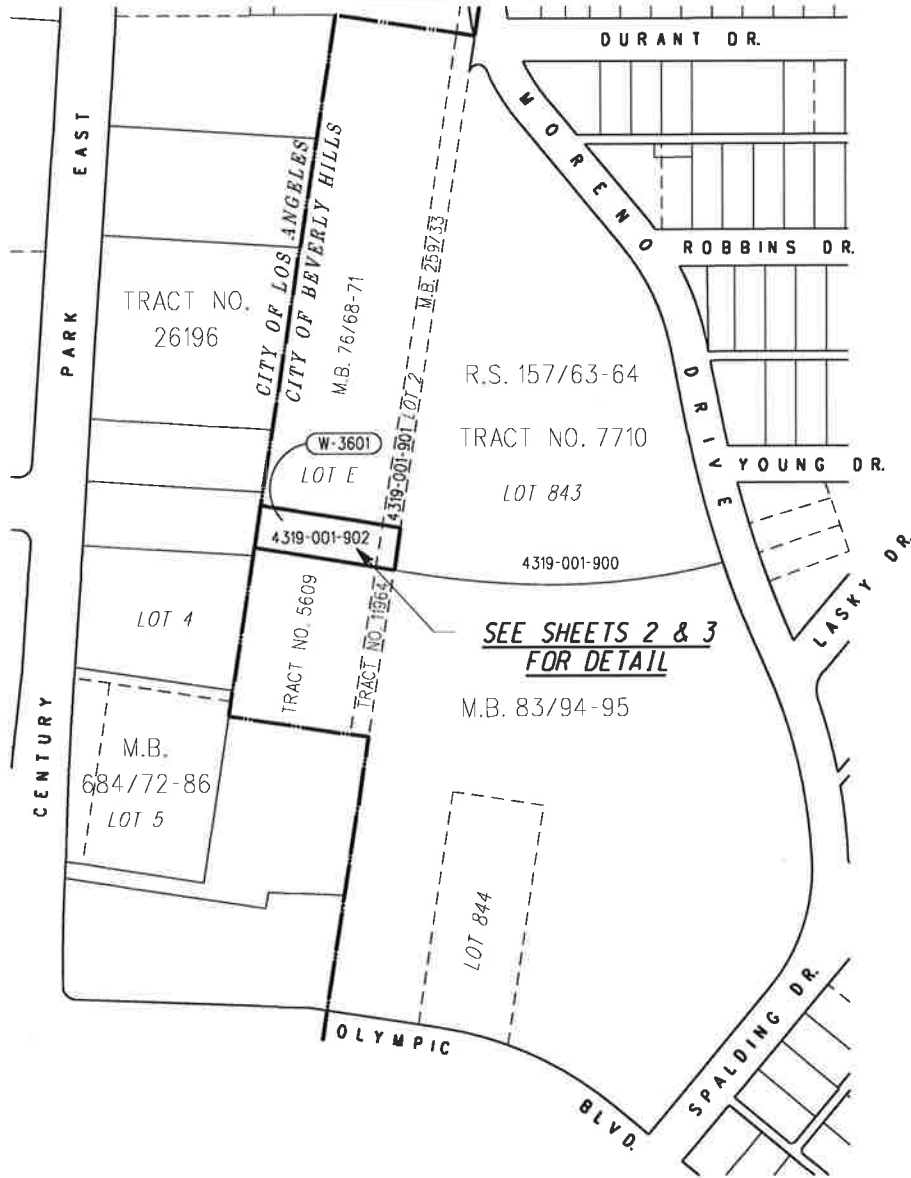 DURANT DR.
MORENO
DRIVE
EAST
PARK
CENTURY
CITY OF LOS ANGELES
CITY OF BEVERLY HILLS
M.B. 76/68-71
M.B. 259/33
ROBBINS DR.
TRACT NO.
26196
R.S. 157/63-64
TRACT NO. 7710
LOT 843
W-3601
LOT E
4319-001-901 LOT 2
YOUNG DR.
4319-001-902
4319-001-900
LASKY DR.
LOT 4
TRACT NO. 5609
TRACT NO. 11964
SEE SHEETS 2 & 3
FOR DETAIL
M.B. 83/94-95
M.B.
684/72-86
LOT 5
LOT 844
SPALDING DR.
OLYMPIC
BLVD.